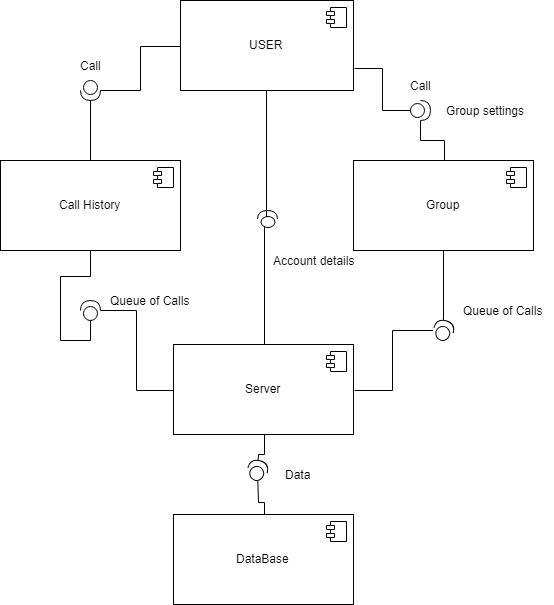 USER
Call
Call
Group settings
Call History
Group
Account details
Queue of Calls
Queue of Calls
Server
Data
DataBase